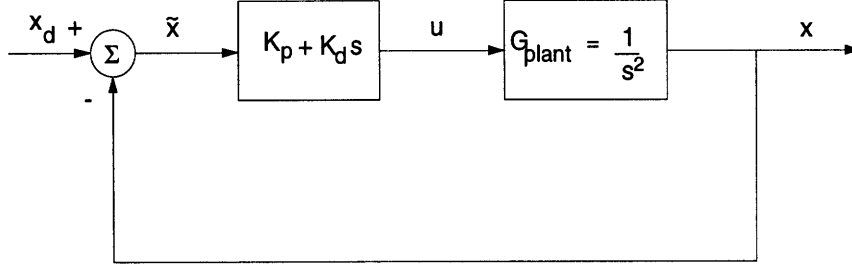 x_d +
Σ
x̃
K_p + K_d s
u
G_plant = 1/s²
x
-